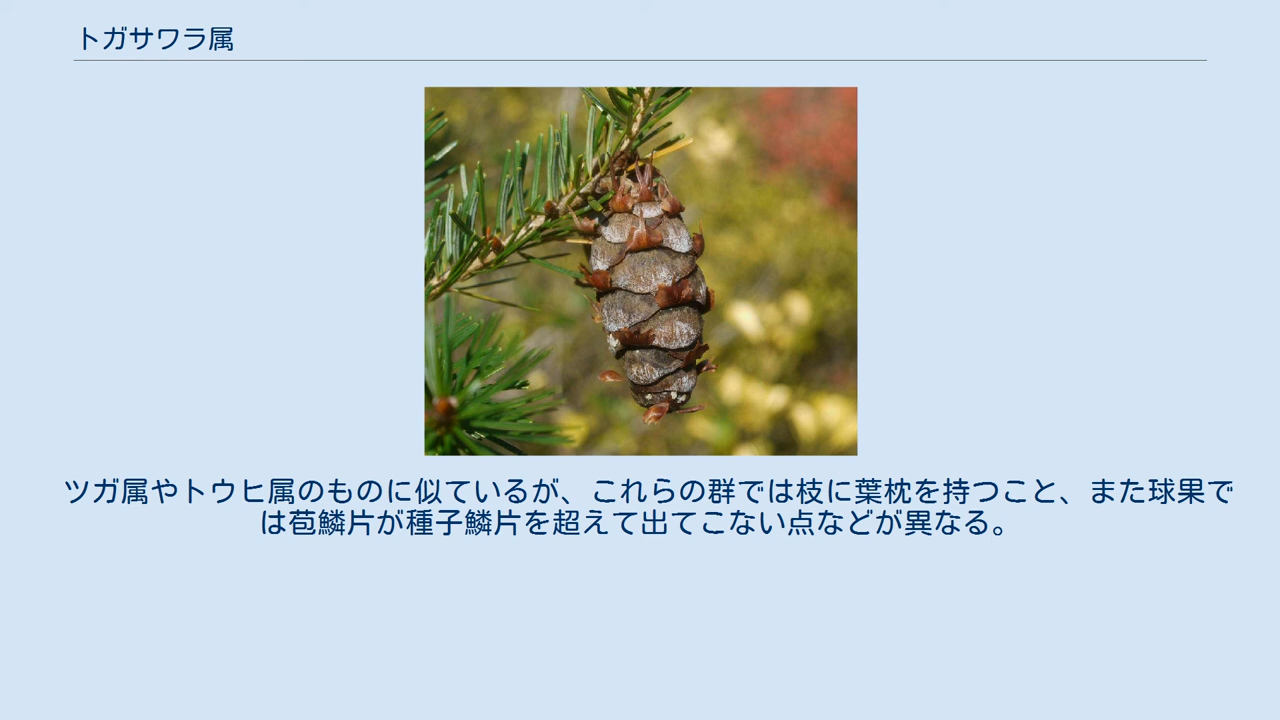 トガサワラ属
ツガ属やトウヒ属のものに似ているが、これらの群では枝に葉枕を持つこと、また球果で
は苞鱗片が種子鱗片を超えて出てこない点などが異なる。